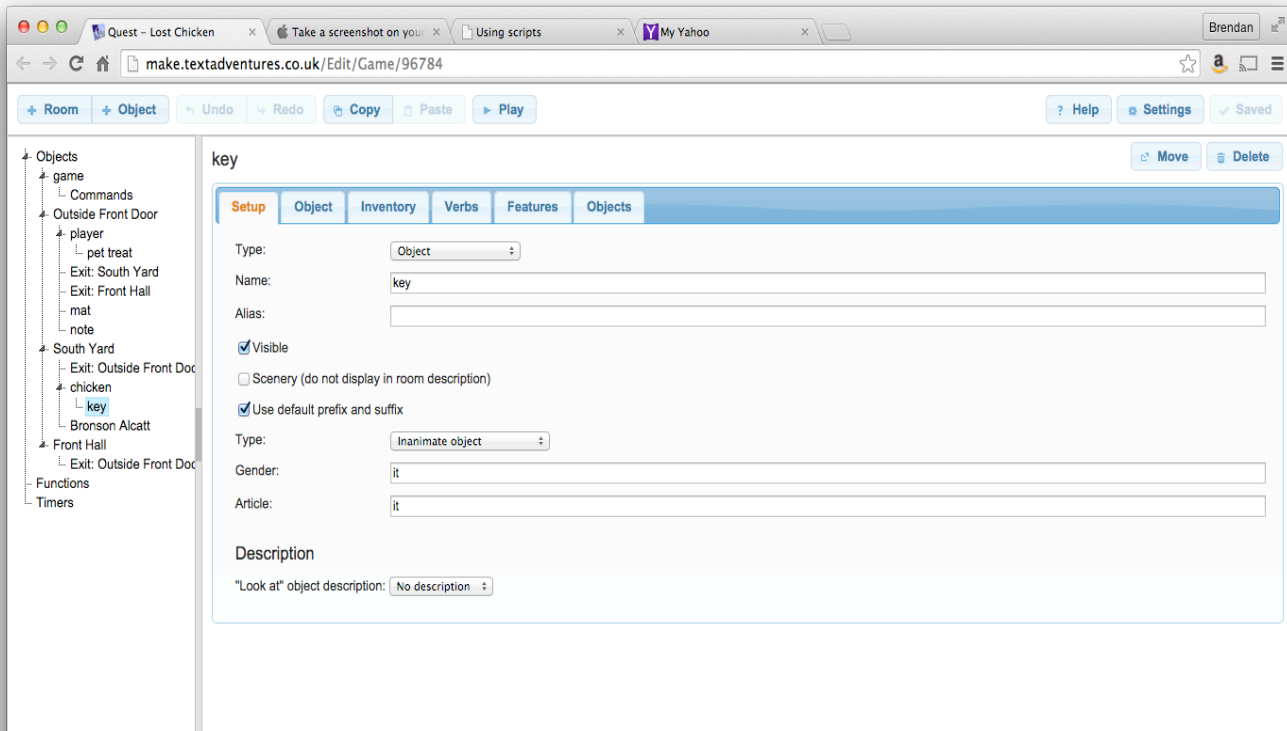 Quest – Lost Chicken
Take a screenshot on your
Using scripts
My Yahoo
Brendan
make.textadventures.co.uk/Edit/Game/96784
+ Room + Object Undo Redo Copy Paste Play ? Help Settings Saved
Objects
game
Commands
Outside Front Door
player
pet treat
Exit: South Yard
Exit: Front Hall
mat
note
South Yard
Exit: Outside Front Doo
chicken
key
Bronson Alcatt
Front Hall
Exit: Outside Front Doo
Functions
Timers
key
Move Delete
Setup Object Inventory Verbs Features Objects
Type: Object
Name: key
Alias:
Visible
Scenery (do not display in room description)
Use default prefix and suffix
Type: Inanimate object
Gender: it
Article: it
Description
"Look at" object description: No description